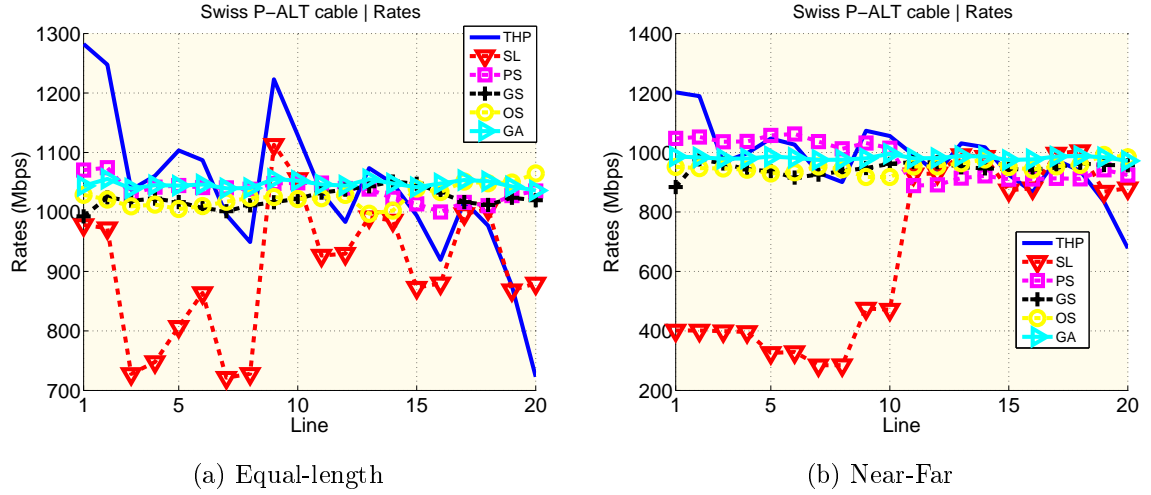 Swiss P-ALT cable | Rates
1300
1200
1100
1000
900
800
700
Rates (Mbps)
1 5 10 15 20
Line
THP
SL
PS
GS
OS
GA
(a) Equal-length
Swiss P-ALT cable | Rates
1400
1200
1000
800
600
400
200
Rates (Mbps)
1 5 10 15 20
Line
THP
SL
PS
GS
OS
GA
(b) Near-Far